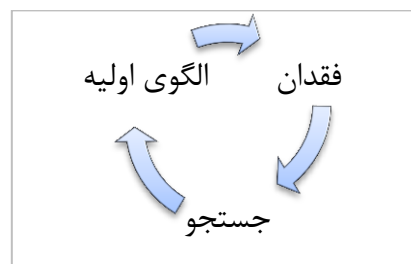 فقدان
الگوی اولیه
جستجو